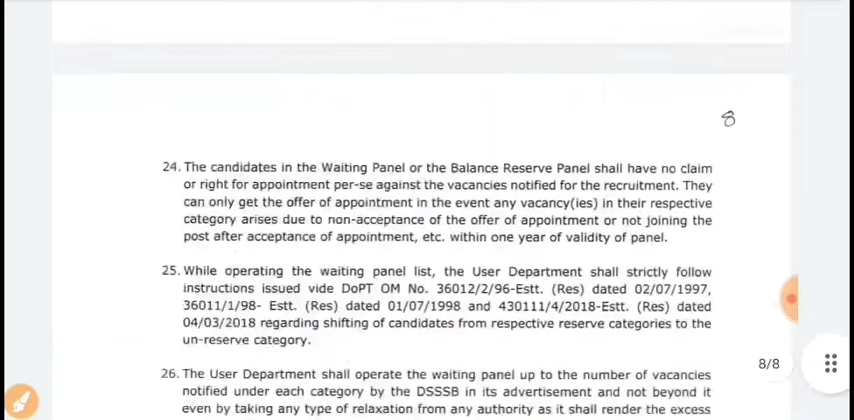 8
24. The candidates in the Waiting Panel or the Balance Reserve Panel shall have no claim
or right for appointment per-se against the vacancies notified for the recruitment. They
can only get the offer of appointment in the event any vacancy(ies) in their respective
category arises due to non-acceptance of the offer of appointment or not joining the
post after acceptance of appointment, etc. within one year of validity of panel.
25. While operating the waiting panel list, the User Department shall strictly follow
instructions issued vide DoPT OM No. 36012/2/96-Estt. (Res) dated 02/07/1997,
36011/1/98- Estt. (Res) dated 01/07/1998 and 430111/4/2018-Estt. (Res) dated
04/03/2018 regarding shifting of candidates from respective reserve categories to the
un-reserve category.
8/8
26. The User Department shall operate the waiting panel up to the number of vacancies
notified under each category by the DSSSB in its advertisement and not beyond it
even by taking any type of relaxation from any authority as it shall render the excess